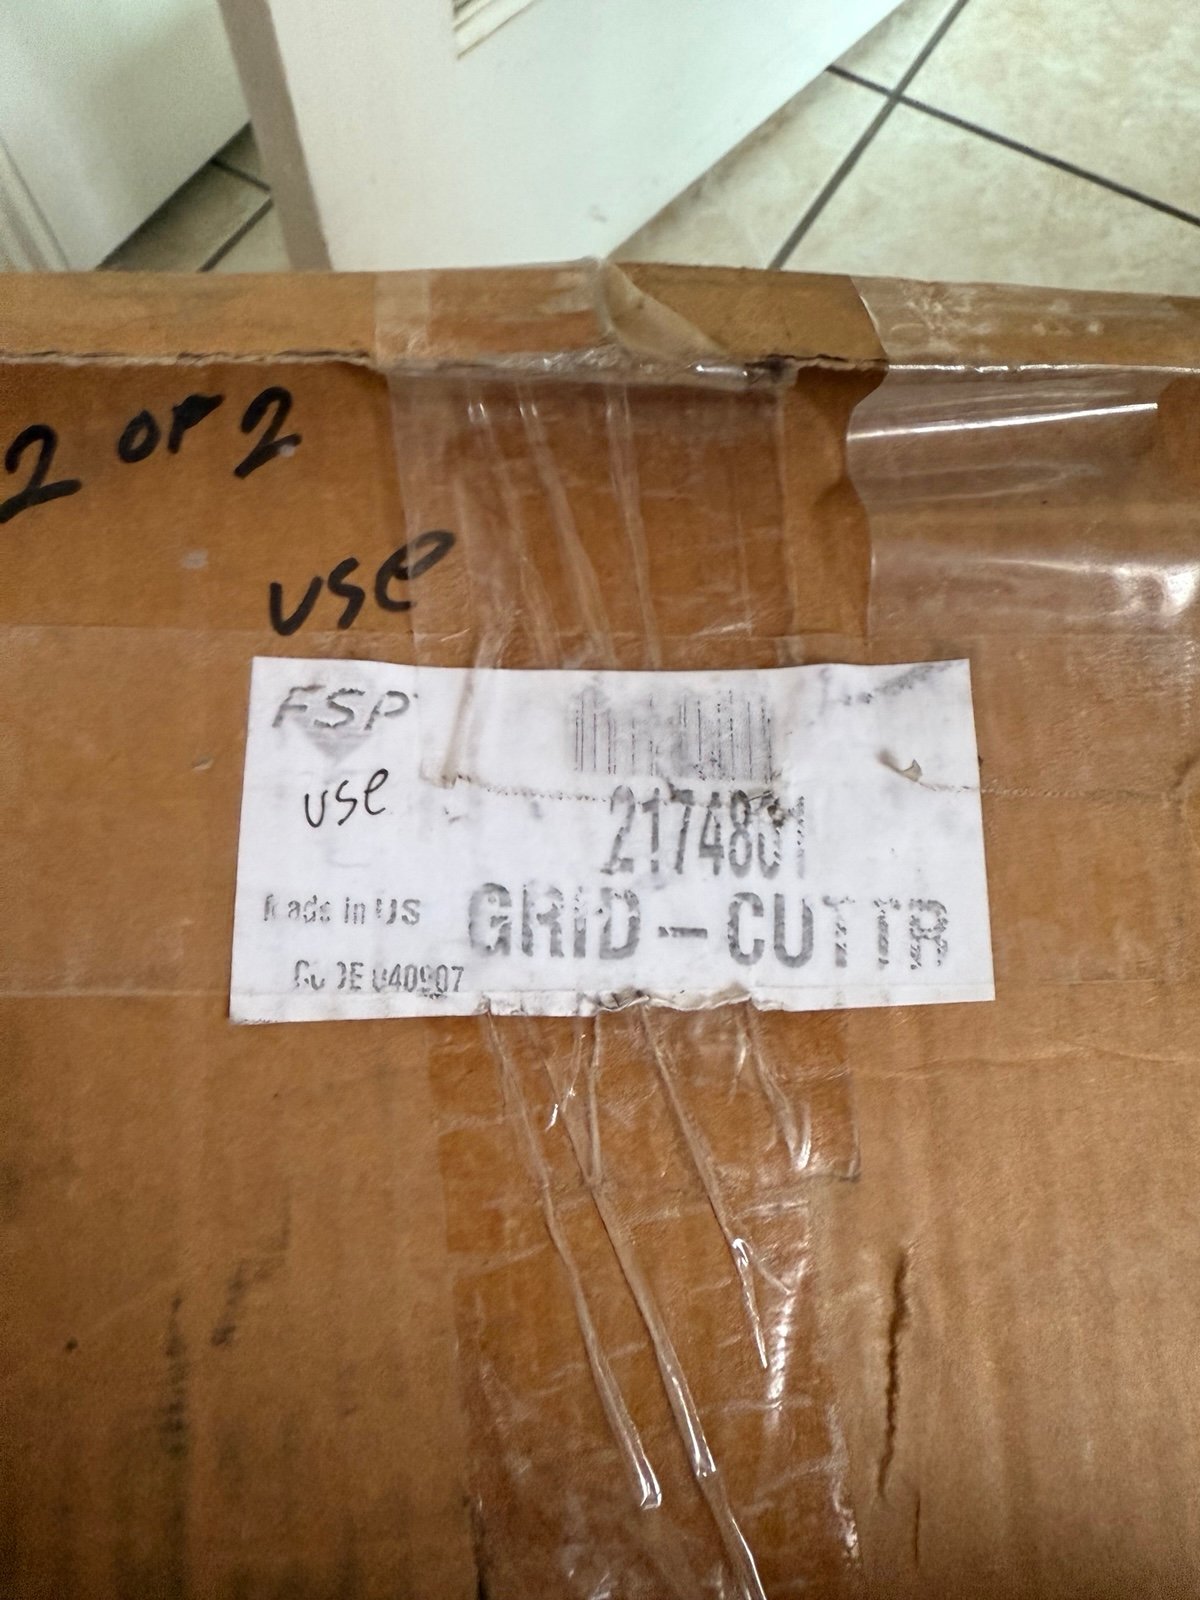 2 OF 2
use
FSP
use
2174801
Made in US
GRID-CUTTR
CODE 040907